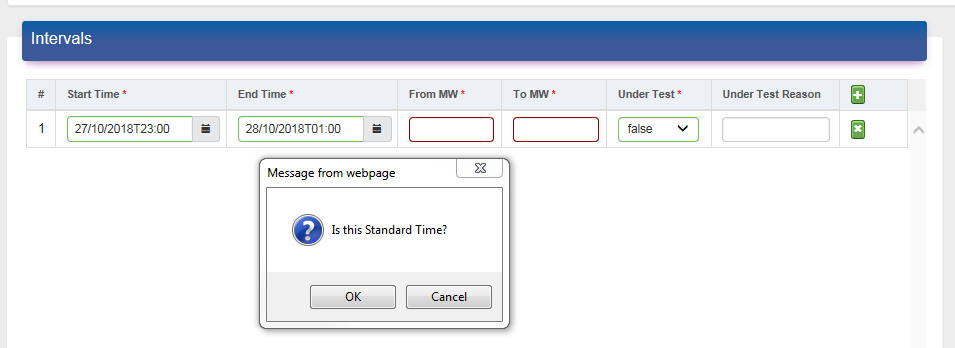 Intervals
# Start Time * End Time * From MW * To MW * Under Test * Under Test Reason
1 27/10/2018T23:00 28/10/2018T01:00 false
Message from webpage
Is this Standard Time?
OK Cancel